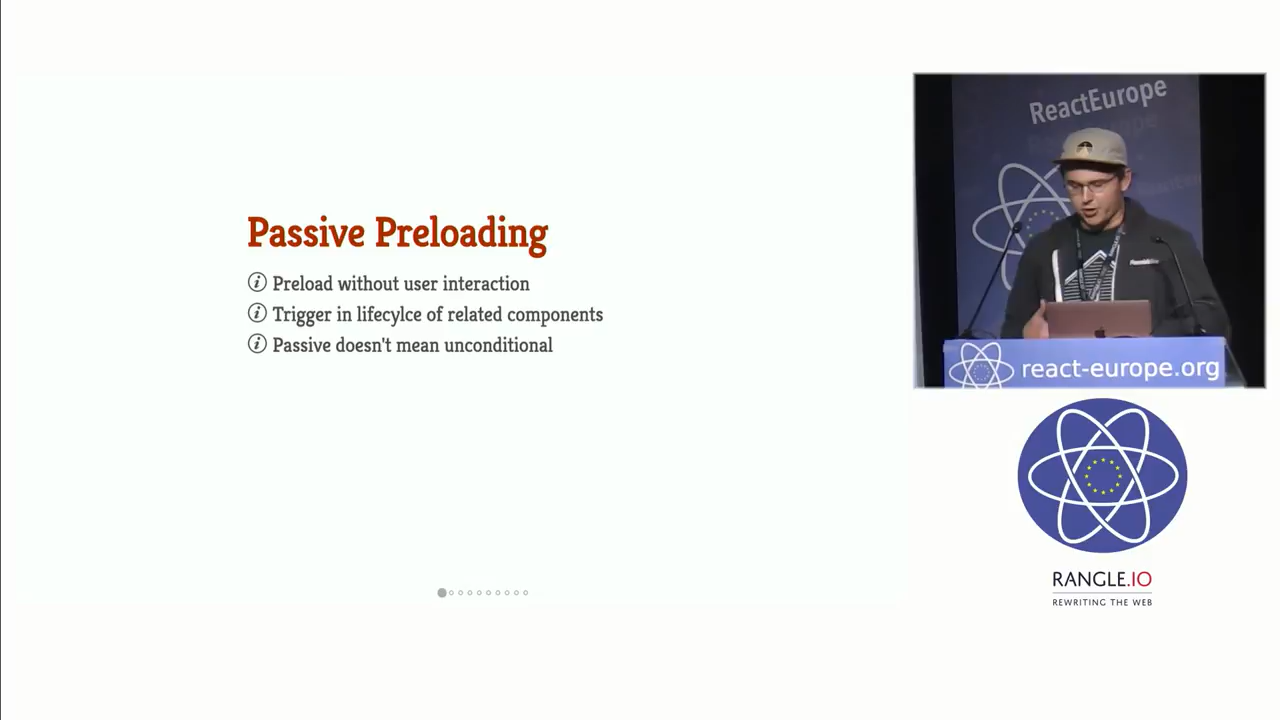 Passive Preloading
Preload without user interaction
Trigger in lifecylce of related components
Passive doesn't mean unconditional
ReactEurope
react-europe.org
RANGLE.IO
REWRITING THE WEB